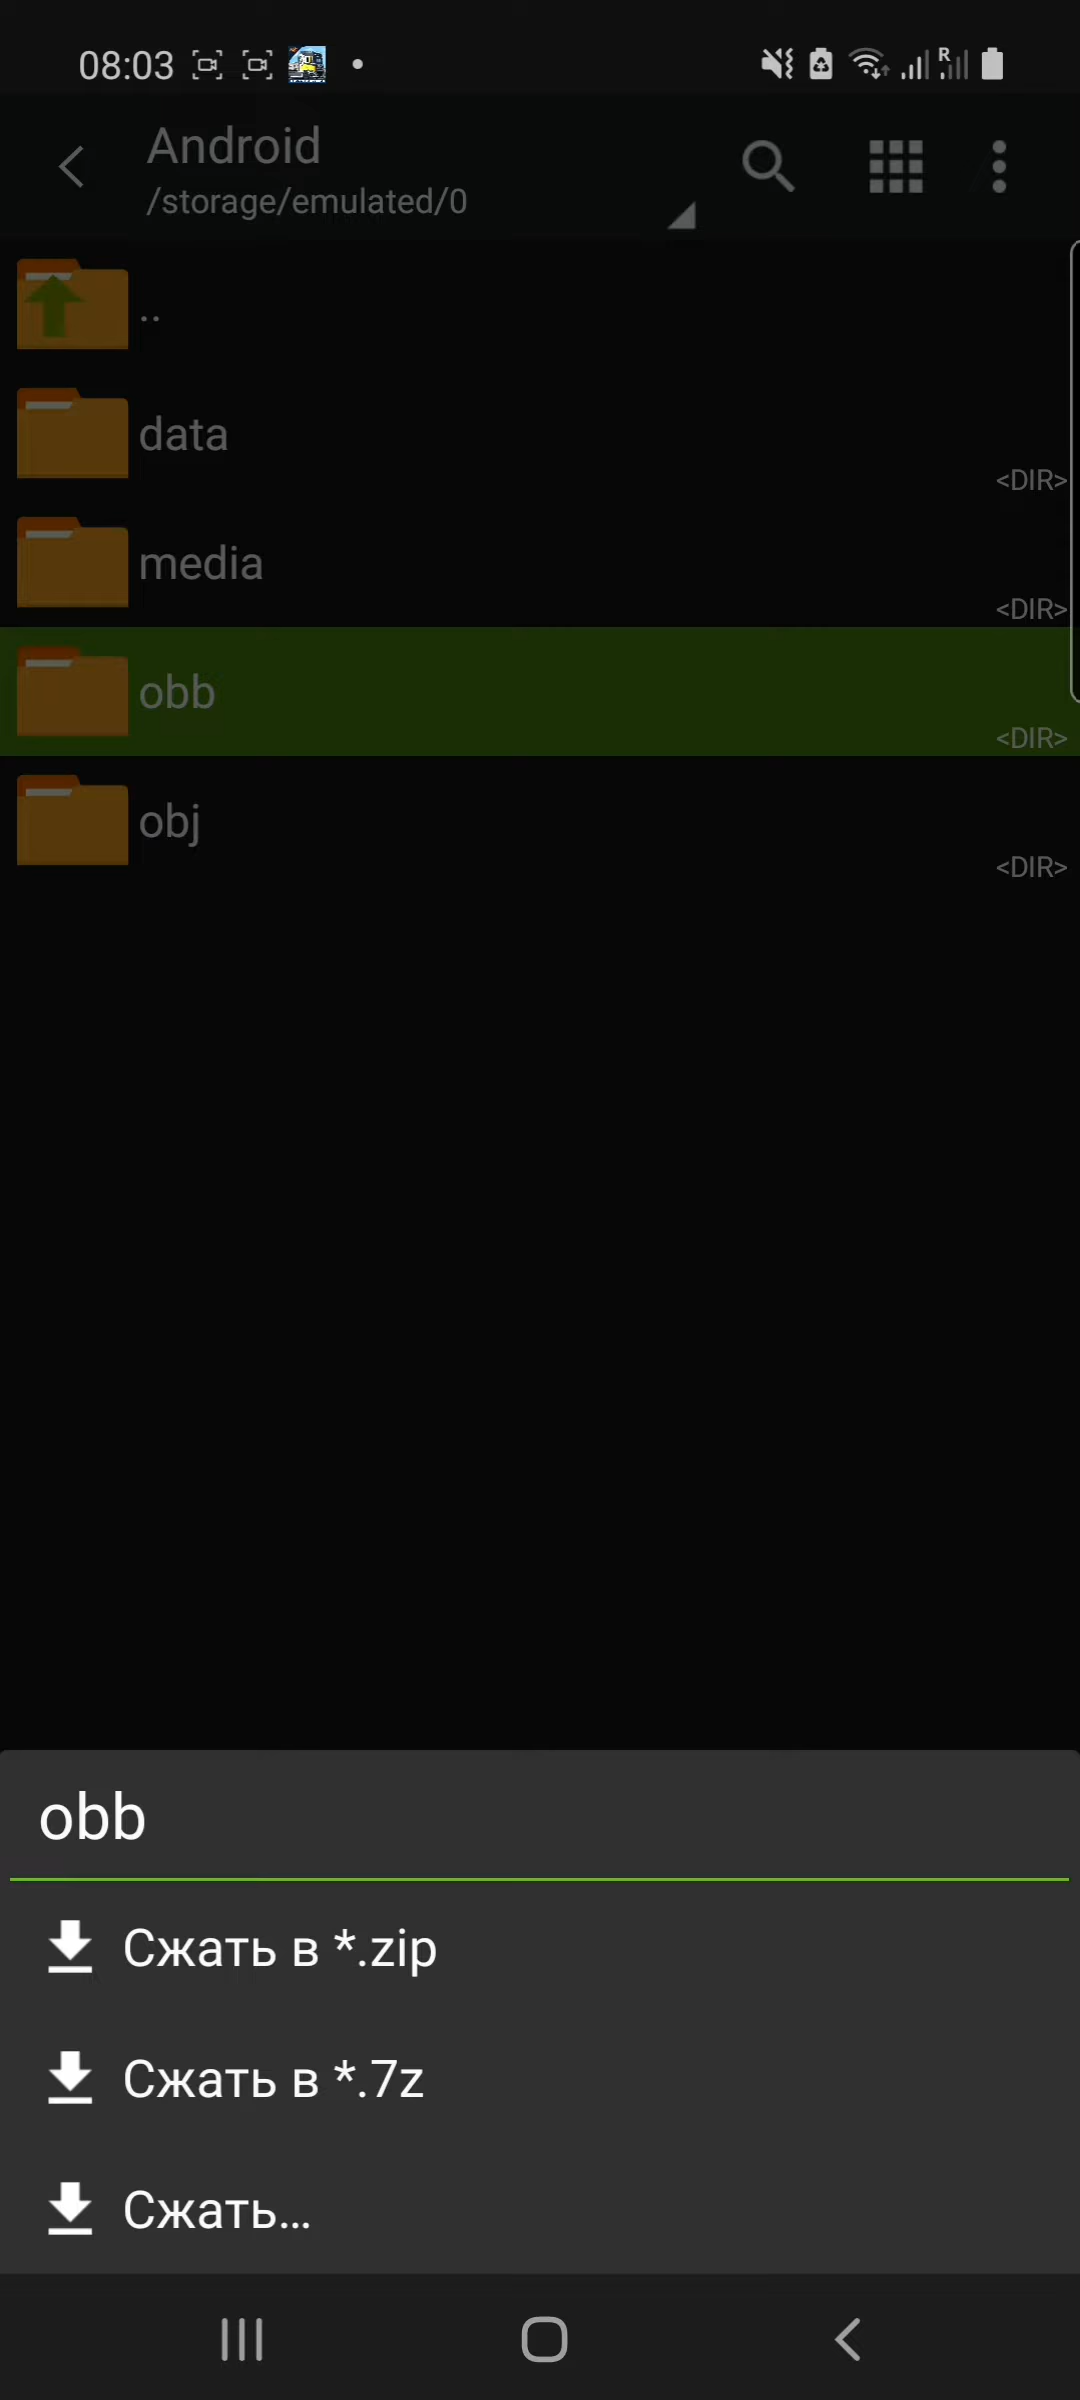 08:03
R
Android
/storage/emulated/0
..
data
<DIR>
media
<DIR>
obb
<DIR>
obj
<DIR>
obb
Сжать в *.zip
Сжать в *.7z
Сжать...